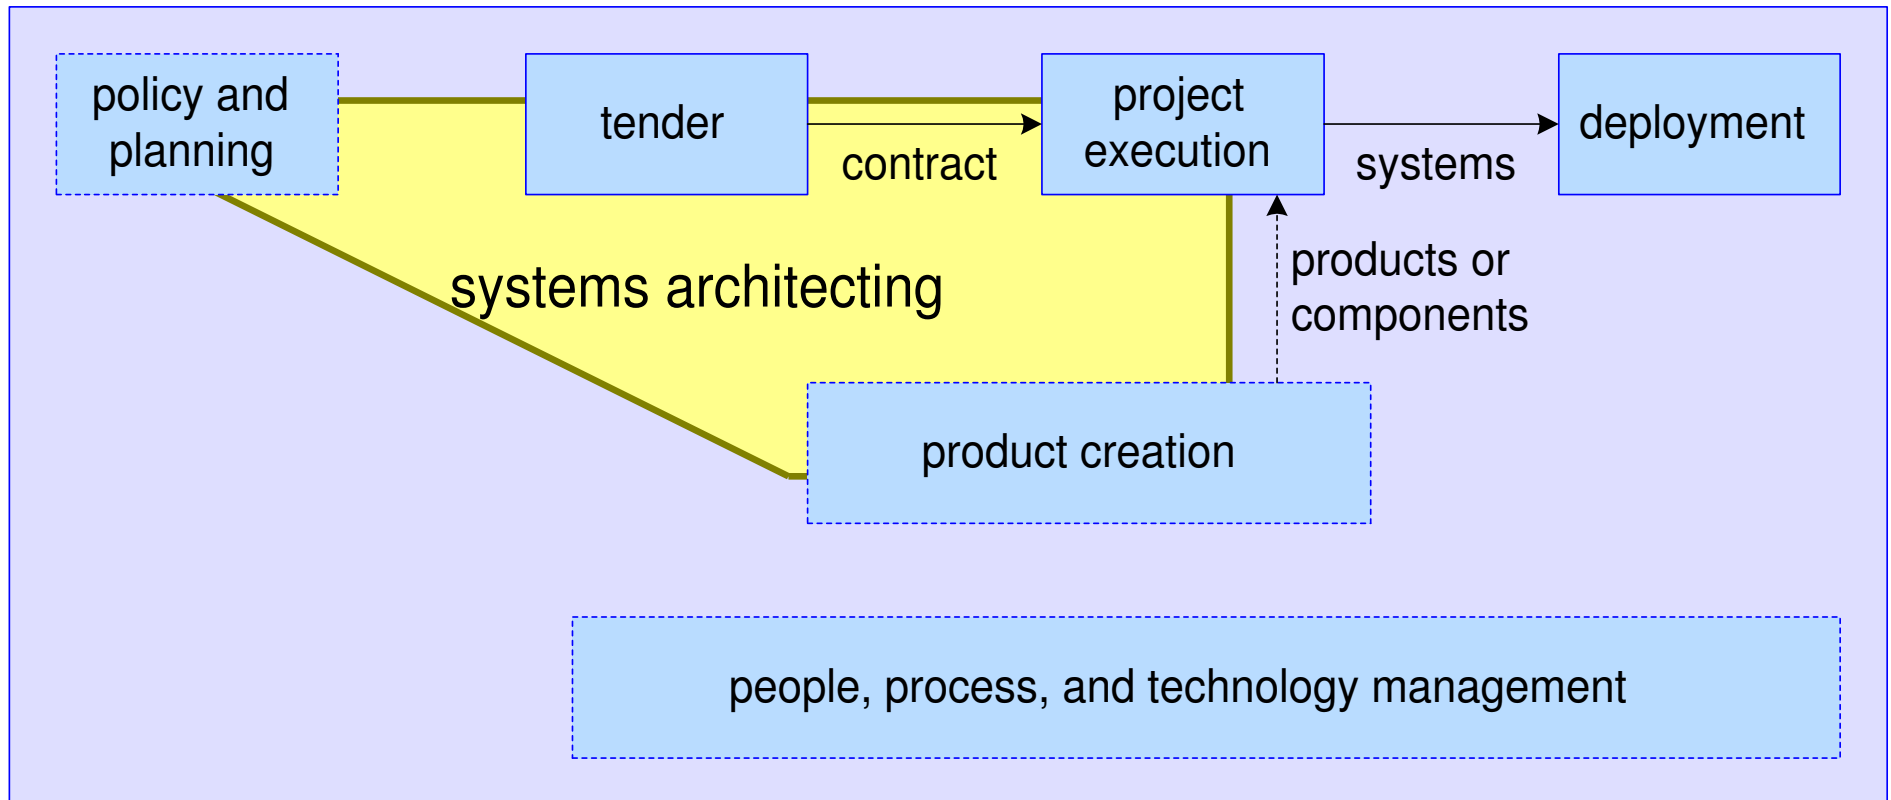 policy and
planning
tender
contract
project
execution
systems
deployment
systems architecting
products or
components
product creation
people, process, and technology management